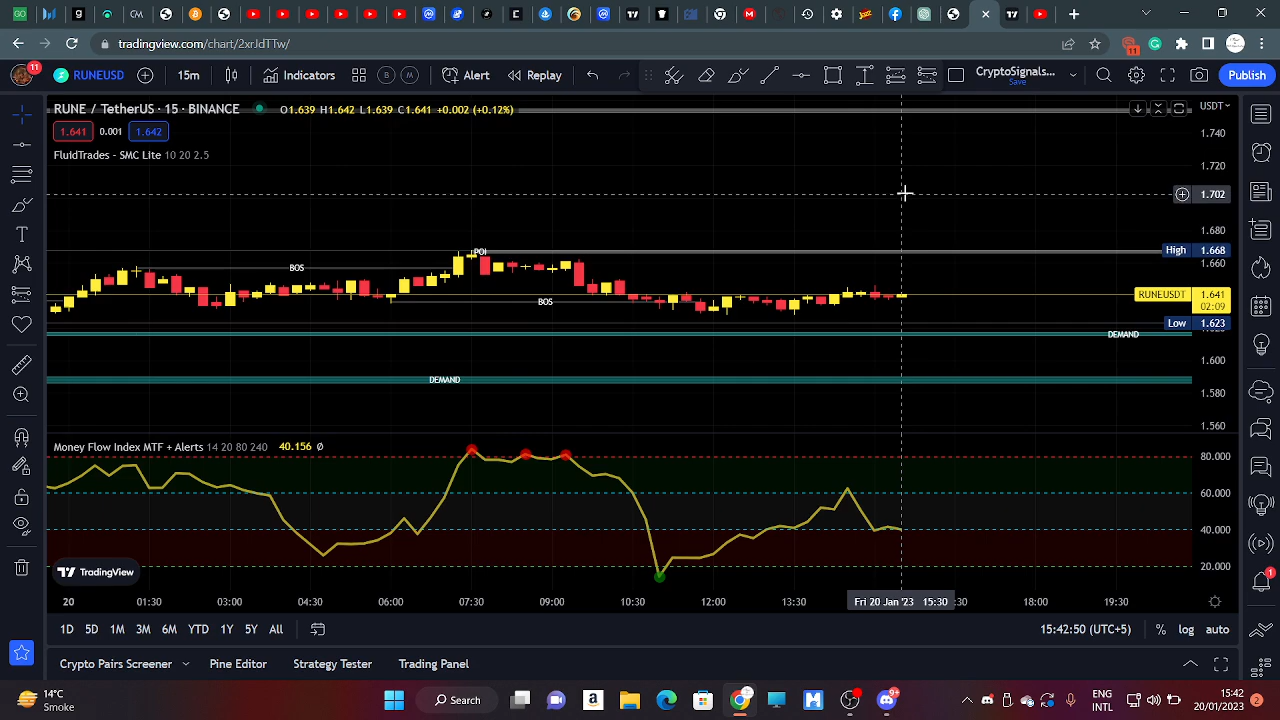 tradingview.com/chart/2xrJdTTw/
11
11
RUNEUSD
15m
Indicators
B
M
Alert
Replay
CryptoSignals...
Save
Publish
RUNE / TetherUS · 15 · BINANCE
O1.639 H1.642 L1.639 C1.641 +0.002 (+0.12%)
USDT
1.641
0.001
1.642
FluidTrades - SMC Lite 10 20 2.5
1.740
1.720
1.702
1.680
High 1.668
1.660
RUNEUSDT 1.641
02:09
Low 1.623
1.600
1.580
1.560
POI
BOS
BOS
DEMAND
DEMAND
Money Flow Index MTF + Alerts 14 20 80 240 40.156 Ø
80.000
60.000
40.000
20.000
TradingView
20
01:30
03:00
04:30
06:00
07:30
09:00
10:30
12:00
13:30
Fri 20 Jan '23 15:30
:30
18:00
19:30
1D
5D
1M
3M
6M
YTD
1Y
5Y
All
15:42:50 (UTC+5)
%
log
auto
1
Crypto Pairs Screener
Pine Editor
Strategy Tester
Trading Panel
14°C
Smoke
Search
9+
ENG
INTL
15:42
20/01/2023
2